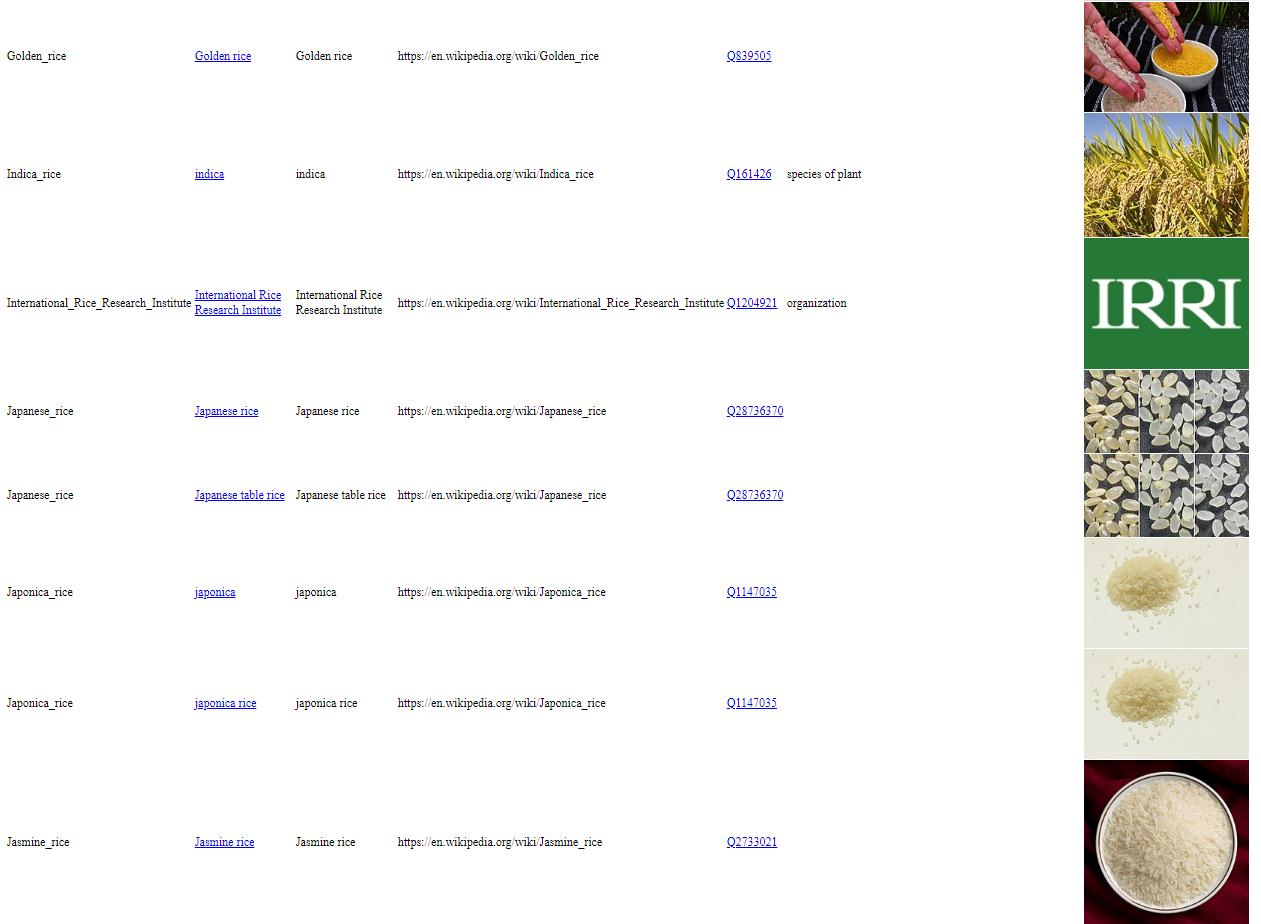 Golden_rice Golden rice Golden rice https://en.wikipedia.org/wiki/Golden_rice Q839505
Indica_rice indica indica https://en.wikipedia.org/wiki/Indica_rice Q161426 species of plant
International_Rice_Research_Institute International Rice Research Institute International Rice Research Institute https://en.wikipedia.org/wiki/International_Rice_Research_Institute Q1204921 organization
IRRI
Japanese_rice Japanese rice Japanese rice https://en.wikipedia.org/wiki/Japanese_rice Q28736370
Japanese_rice Japanese table rice Japanese table rice https://en.wikipedia.org/wiki/Japanese_rice Q28736370
Japonica_rice japonica japonica https://en.wikipedia.org/wiki/Japonica_rice Q1147035
Japonica_rice japonica rice japonica rice https://en.wikipedia.org/wiki/Japonica_rice Q1147035
Jasmine_rice Jasmine rice Jasmine rice https://en.wikipedia.org/wiki/Jasmine_rice Q2733021